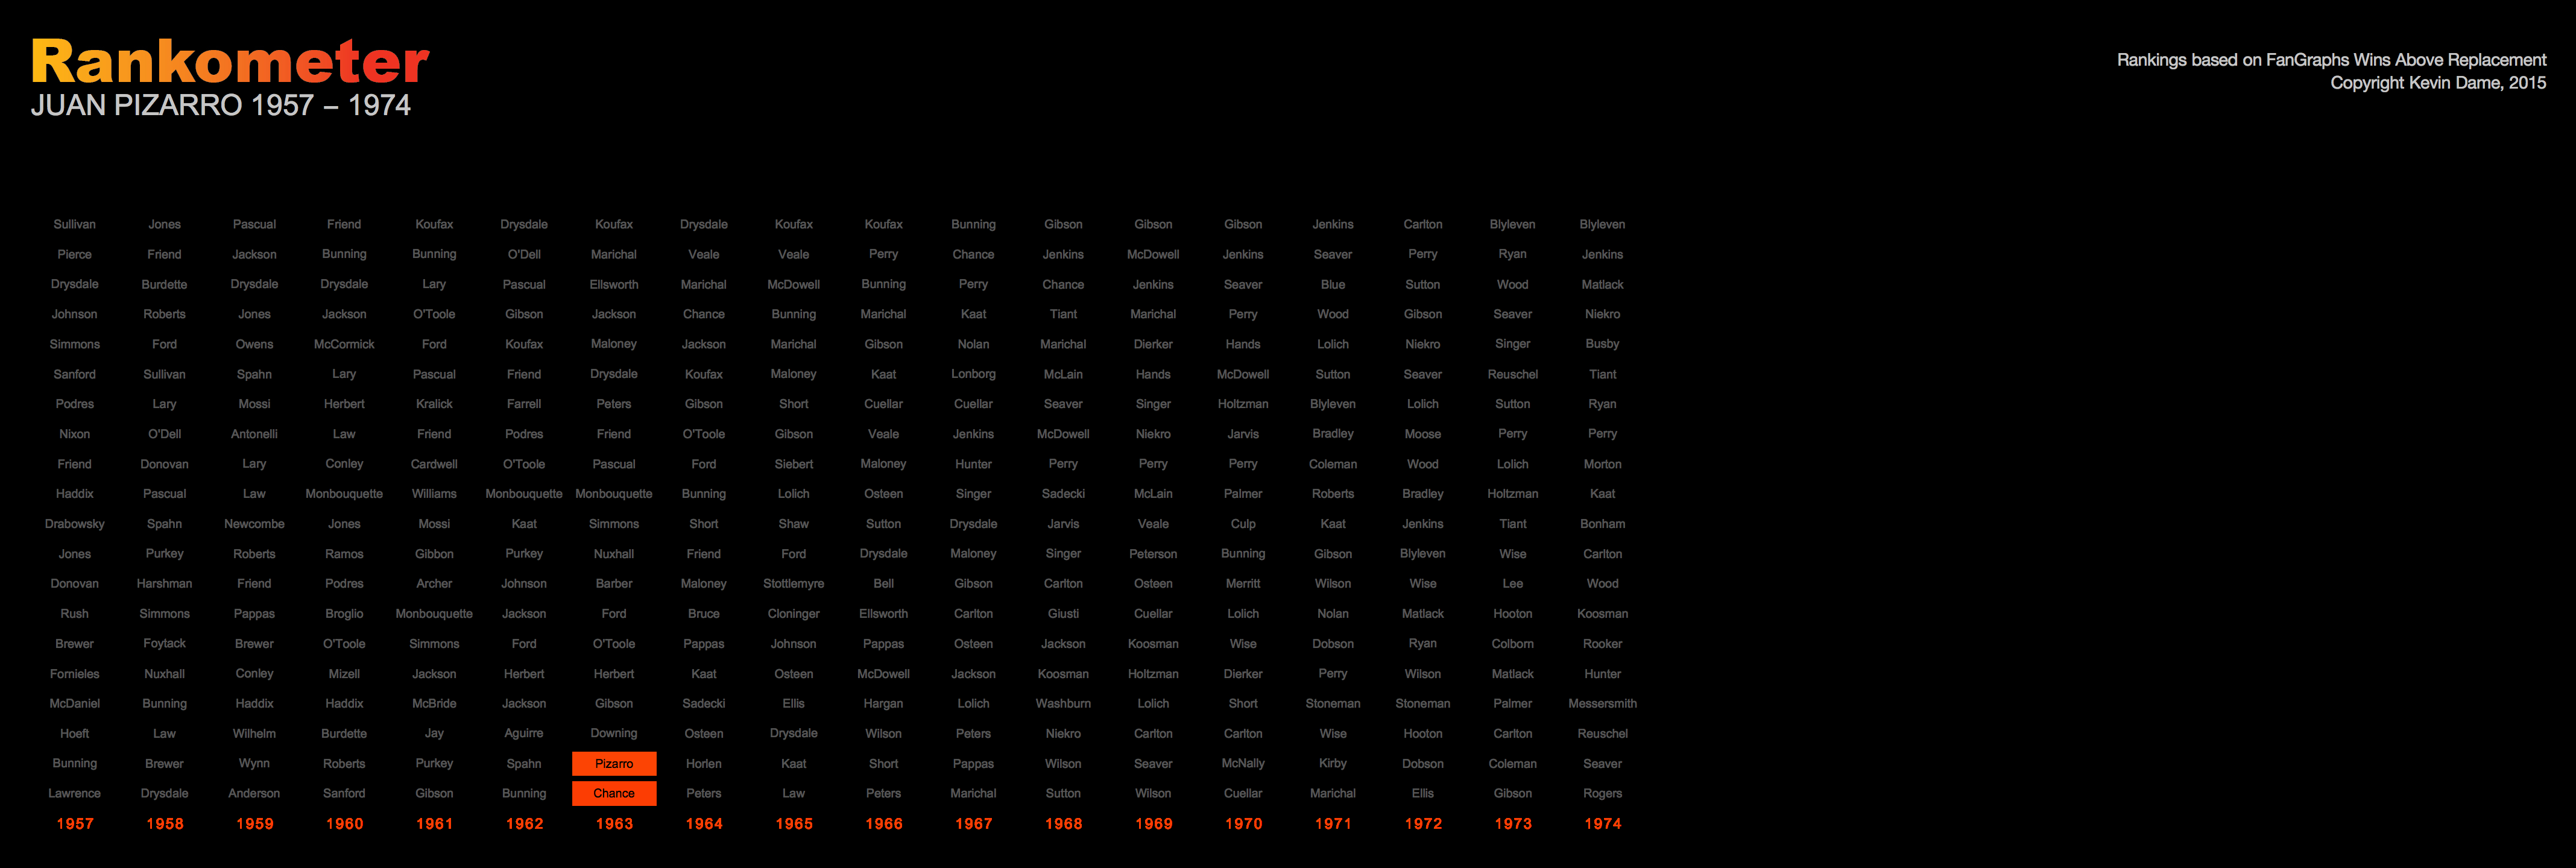 Rankometer
JUAN PIZARRO 1957 – 1974
Rankings based on FanGraphs Wins Above Replacement
Copyright Kevin Dame, 2015
Sullivan Jones Pascual Friend Koufax Drysdale Koufax Drysdale Koufax Koufax Bunning Gibson Gibson Gibson Jenkins Carlton Blyleven Blyleven
Pierce Friend Jackson Bunning Bunning O'Dell Marichal Veale Veale Perry Chance Jenkins McDowell Jenkins Seaver Perry Ryan Jenkins
Drysdale Burdette Drysdale Drysdale Lary Pascual Ellsworth Marichal McDowell Bunning Perry Chance Jenkins Seaver Blue Sutton Wood Matlack
Johnson Roberts Jones Jackson O'Toole Gibson Jackson Chance Bunning Marichal Kaat Tiant Marichal Perry Wood Gibson Seaver Niekro
Simmons Ford Owens McCormick Ford Koufax Maloney Jackson Marichal Gibson Nolan Marichal Dierker Hands Lolich Niekro Singer Busby
Sanford Sullivan Spahn Lary Pascual Friend Drysdale Koufax Maloney Kaat Lonborg McLain Hands McDowell Sutton Seaver Reuschel Tiant
Podres Lary Mossi Herbert Kralick Farrell Peters Gibson Short Cuellar Cuellar Seaver Singer Holtzman Blyleven Lolich Sutton Ryan
Nixon O'Dell Antonelli Law Friend Podres Friend O'Toole Gibson Veale Jenkins McDowell Niekro Jarvis Bradley Moose Perry Perry
Friend Donovan Lary Conley Cardwell O'Toole Pascual Ford Siebert Maloney Hunter Perry Perry Perry Coleman Wood Lolich Morton
Haddix Pascual Law Monbouquette Williams Monbouquette Monbouquette Bunning Lolich Osteen Singer Sadecki McLain Palmer Roberts Bradley Holtzman Kaat
Drabowsky Spahn Newcombe Jones Mossi Kaat Simmons Short Shaw Sutton Drysdale Jarvis Veale Culp Kaat Jenkins Tiant Bonham
Jones Purkey Roberts Ramos Gibbon Purkey Nuxhall Friend Ford Drysdale Maloney Singer Peterson Bunning Gibson Blyleven Wise Carlton
Donovan Harshman Friend Podres Archer Johnson Barber Maloney Stottlemyre Bell Gibson Carlton Osteen Merritt Wilson Wise Lee Wood
Rush Simmons Pappas Broglio Monbouquette Jackson Ford Bruce Cloninger Ellsworth Carlton Giusti Cuellar Lolich Nolan Matlack Hooton Koosman
Brewer Foytack Brewer O'Toole Simmons Ford O'Toole Pappas Johnson Pappas Osteen Jackson Koosman Wise Dobson Ryan Colborn Rooker
Fornieles Nuxhall Conley Mizell Jackson Herbert Herbert Kaat Osteen McDowell Jackson Koosman Holtzman Dierker Perry Wilson Matlack Hunter
McDaniel Bunning Haddix Haddix McBride Jackson Gibson Sadecki Ellis Hargan Lolich Washburn Lolich Short Stoneman Stoneman Palmer Messersmith
Hoeft Law Wilhelm Burdette Jay Aguirre Downing Osteen Drysdale Wilson Peters Niekro Carlton Carlton Wise Hooton Carlton Reuschel
Bunning Brewer Wynn Roberts Purkey Spahn Pizarro Horlen Kaat Short Pappas Wilson Seaver McNally Kirby Dobson Coleman Seaver
Lawrence Drysdale Anderson Sanford Gibson Bunning Chance Peters Law Peters Marichal Sutton Wilson Cuellar Marichal Ellis Gibson Rogers
1957 1958 1959 1960 1961 1962 1963 1964 1965 1966 1967 1968 1969 1970 1971 1972 1973 1974